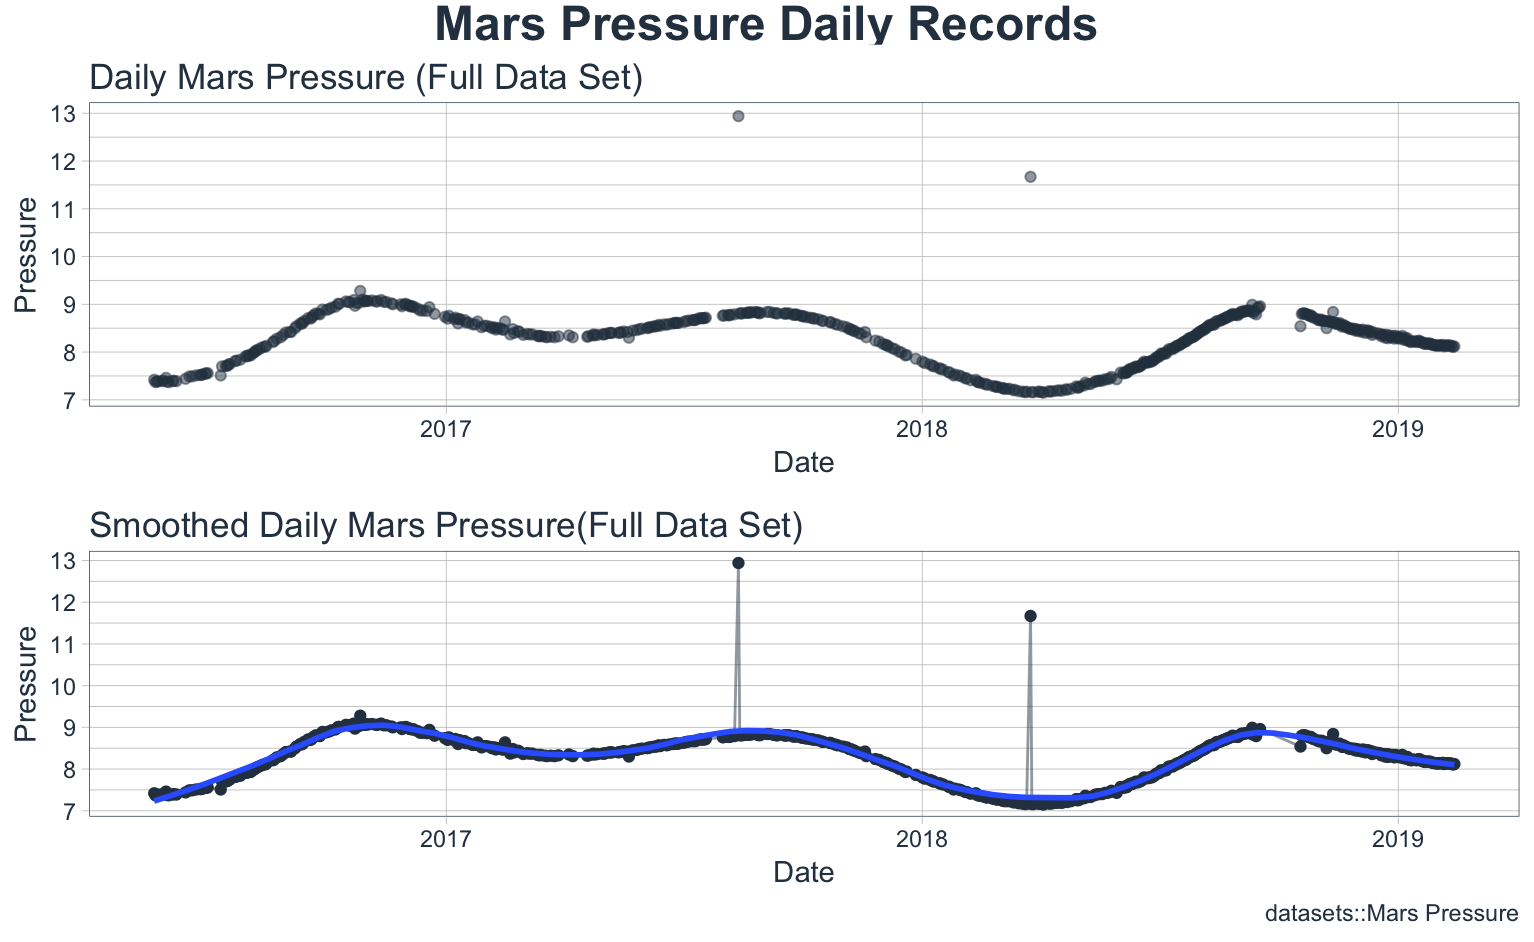 Mars Pressure Daily Records
Daily Mars Pressure (Full Data Set)
13
12
11
10
9
8
7
Pressure
2017 2018 2019
Date
Smoothed Daily Mars Pressure(Full Data Set)
13
12
11
10
9
8
7
Pressure
2017 2018 2019
Date
datasets::Mars Pressure